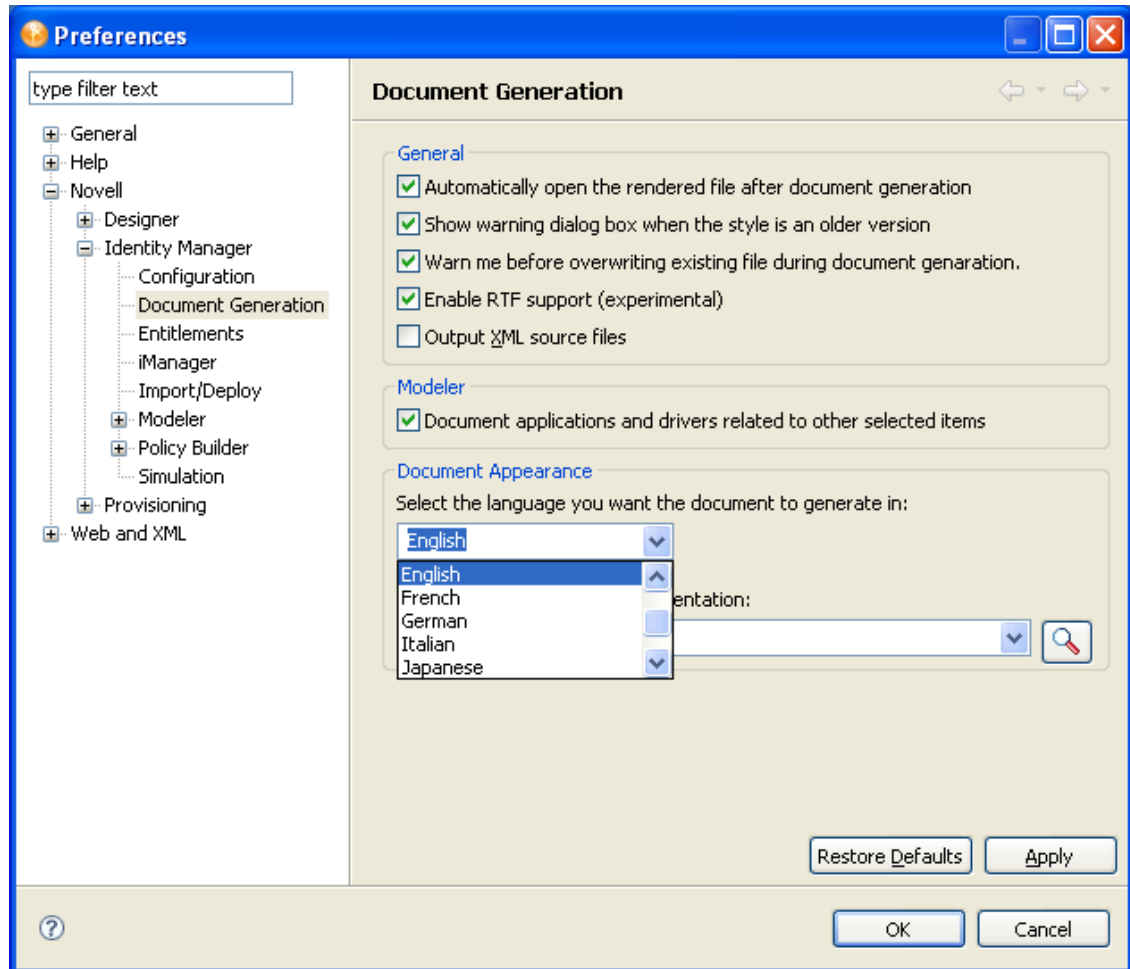 Preferences
type filter text
General
Help
Novell
Designer
Identity Manager
Configuration
Document Generation
Entitlements
iManager
Import/Deploy
Modeler
Policy Builder
Simulation
Provisioning
Web and XML
Document Generation
General
Automatically open the rendered file after document generation
Show warning dialog box when the style is an older version
Warn me before overwriting existing file during document genaration.
Enable RTF support (experimental)
Output XML source files
Modeler
Document applications and drivers related to other selected items
Document Appearance
Select the language you want the document to generate in:
English
English
French
German
Italian
Japanese
entation:
Restore Defaults
Apply
OK
Cancel